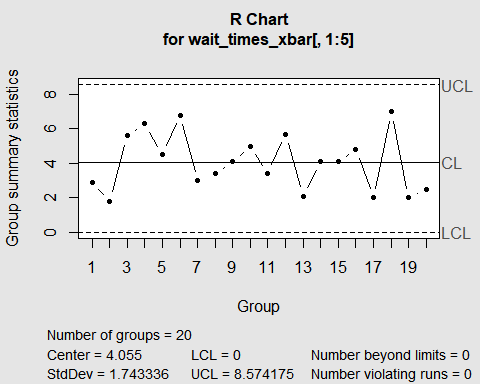 R Chart
for wait_times_xbar[, 1:5]
Group summary statistics
8
6
4
2
0
UCL
CL
LCL
1 3 5 7 9 11 13 15 17 19
Group
Number of groups = 20
Center = 4.055 LCL = 0 Number beyond limits = 0
StdDev = 1.743336 UCL = 8.574175 Number violating runs = 0